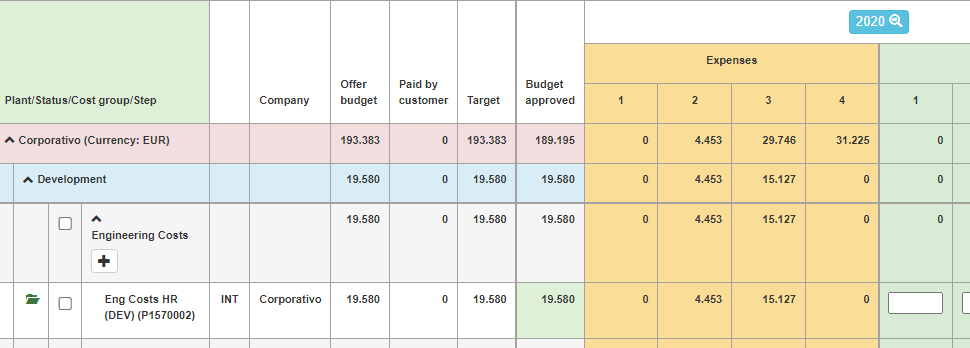 2020
Expenses
Plant/Status/Cost group/Step Company Offer budget Paid by customer Target Budget approved 1 2 3 4 1
Corporativo (Currency: EUR) 193.383 0 193.383 189.195 0 4.453 29.746 31.225 0
Development 19.580 0 19.580 19.580 0 4.453 15.127 0 0
Engineering Costs 19.580 0 19.580 19.580 0 4.453 15.127 0 0
Eng Costs HR (DEV) (P1570002) INT Corporativo 19.580 0 19.580 19.580 0 4.453 15.127 0